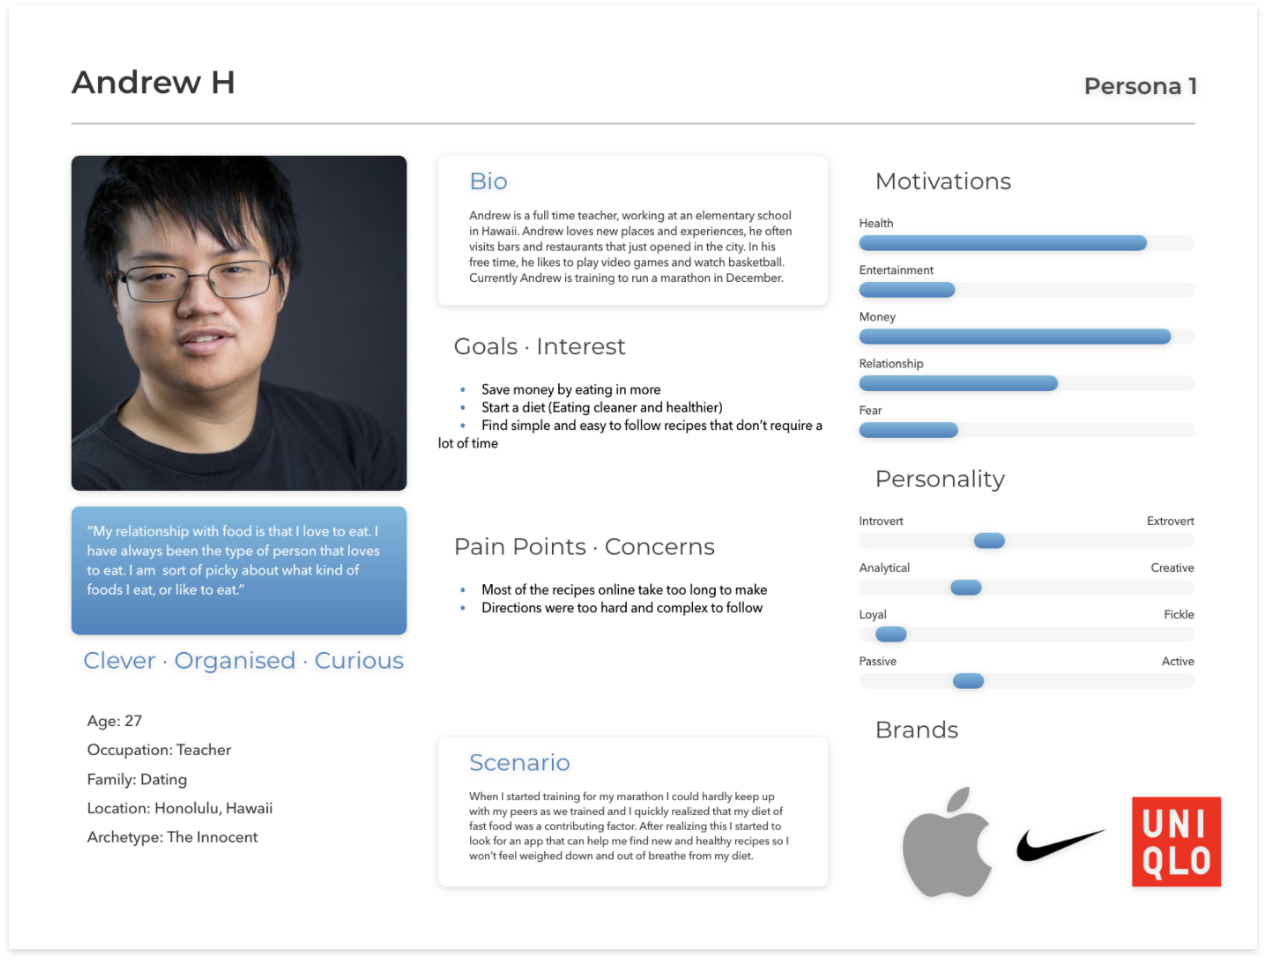 Andrew H
Persona 1
"My relationship with food is that I love to eat. I
have always been the type of person that loves
to eat. I am  sort of picky about what kind of
foods I eat, or like to eat."
Clever · Organised · Curious
Age: 27
Occupation: Teacher
Family: Dating
Location: Honolulu, Hawaii
Archetype: The Innocent
Bio
Andrew is a full time teacher, working at an elementary school
in Hawaii. Andrew loves new places and experiences, he often
visits bars and restaurants that just opened in the city. In his
free time, he likes to play video games and watch basketball.
Currently Andrew is training to run a marathon in December.
Goals · Interest
• Save money by eating in more
• Start a diet (Eating cleaner and healthier)
• Find simple and easy to follow recipes that don't require a
lot of time
Pain Points · Concerns
• Most of the recipes online take too long to make
• Directions were too hard and complex to follow
Scenario
When I started training for my marathon I could hardly keep up
with my peers as we trained and I quickly realized that my diet of
fast food was a contributing factor. After realizing this I started to
look for an app that can help me find new and healthy recipes so I
won't feel weighed down and out of breathe from my diet.
Motivations
Health
Entertainment
Money
Relationship
Fear
Personality
Introvert Extrovert
Analytical Creative
Loyal Fickle
Passive Active
Brands
UNI
QLO